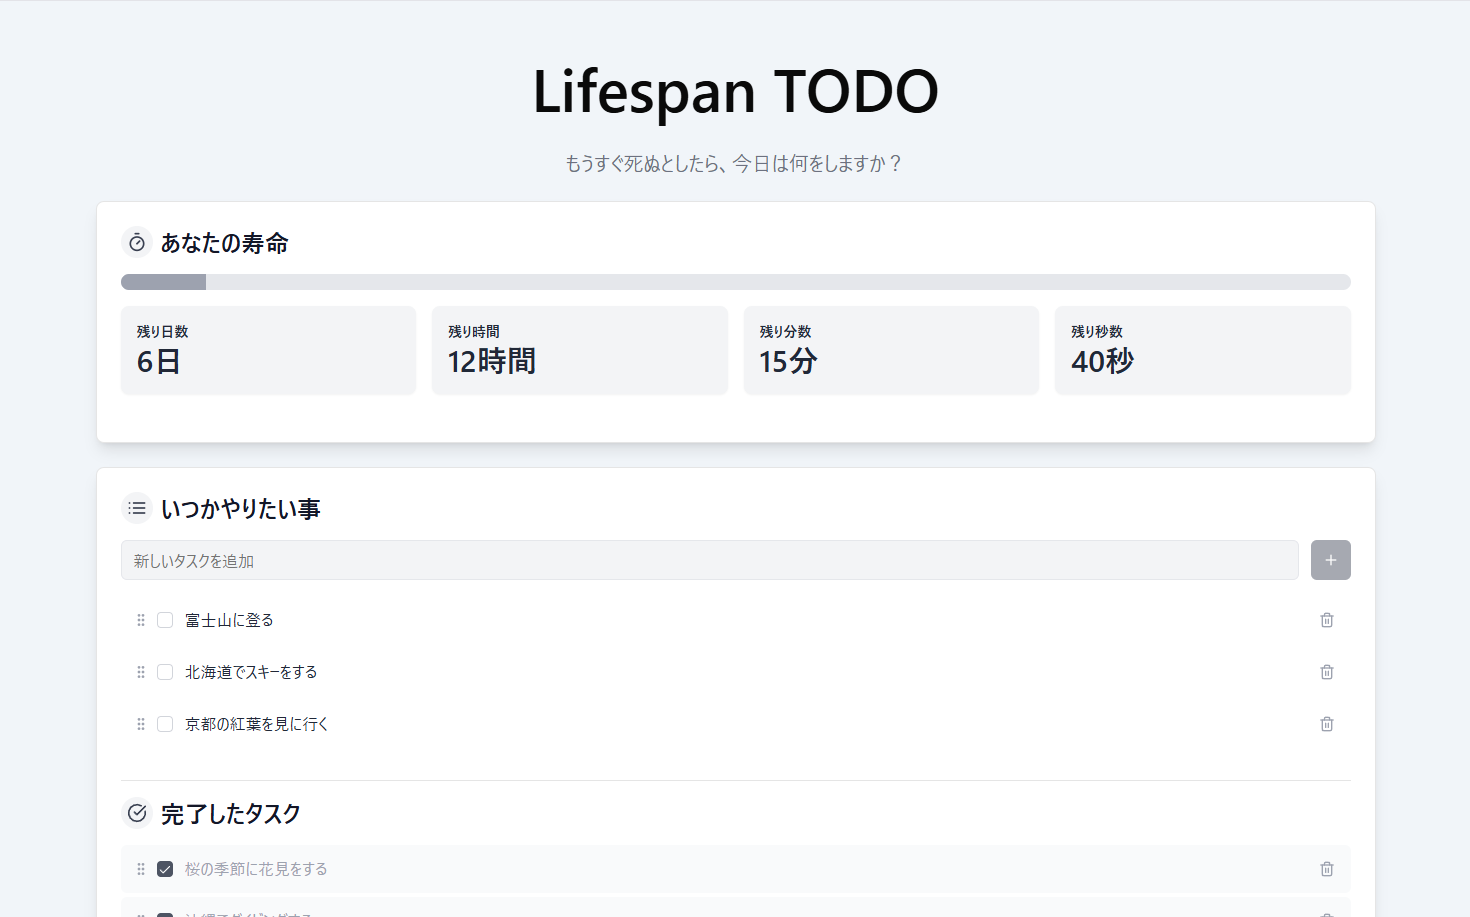 Lifespan TODO
もうすぐ死ぬとしたら、今日は何をしますか？
あなたの寿命
残り日数
6日
残り時間
12時間
残り分数
15分
残り秒数
40秒
いつかやりたい事
新しいタスクを追加
富士山に登る
北海道でスキーをする
京都の紅葉を見に行く
完了したタスク
桜の季節に花見をする